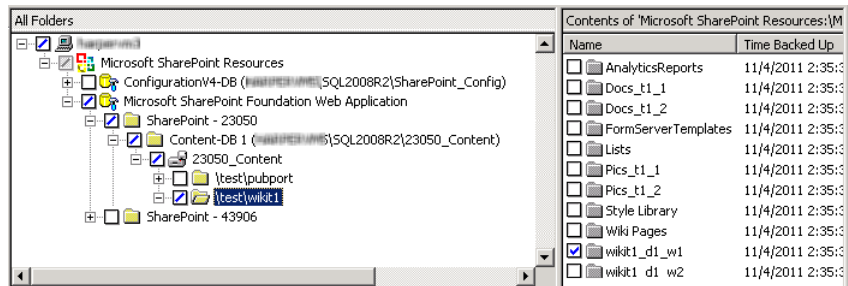 All Folders
Microsoft SharePoint Resources
ConfigurationV4-DB ( \SQL2008R2\SharePoint_Config)
Microsoft SharePoint Foundation Web Application
SharePoint - 23050
Content-DB 1 ( \SQL2008R2\23050_Content)
23050_Content
\test\pubport
\test\wikit1
SharePoint - 43906
Contents of 'Microsoft SharePoint Resources:\M
Name Time Backed Up
AnalyticsReports 11/4/2011 2:35:3
Docs_t1_1 11/4/2011 2:35:3
Docs_t1_2 11/4/2011 2:35:3
FormServerTemplates 11/4/2011 2:35:3
Lists 11/4/2011 2:35:3
Pics_t1_1 11/4/2011 2:35:3
Pics_t1_2 11/4/2011 2:35:3
Style Library 11/4/2011 2:35:3
Wiki Pages 11/4/2011 2:35:3
wikit1_d1_w1 11/4/2011 2:35:3
wikit1_d1_w2 11/4/2011 2:35:3